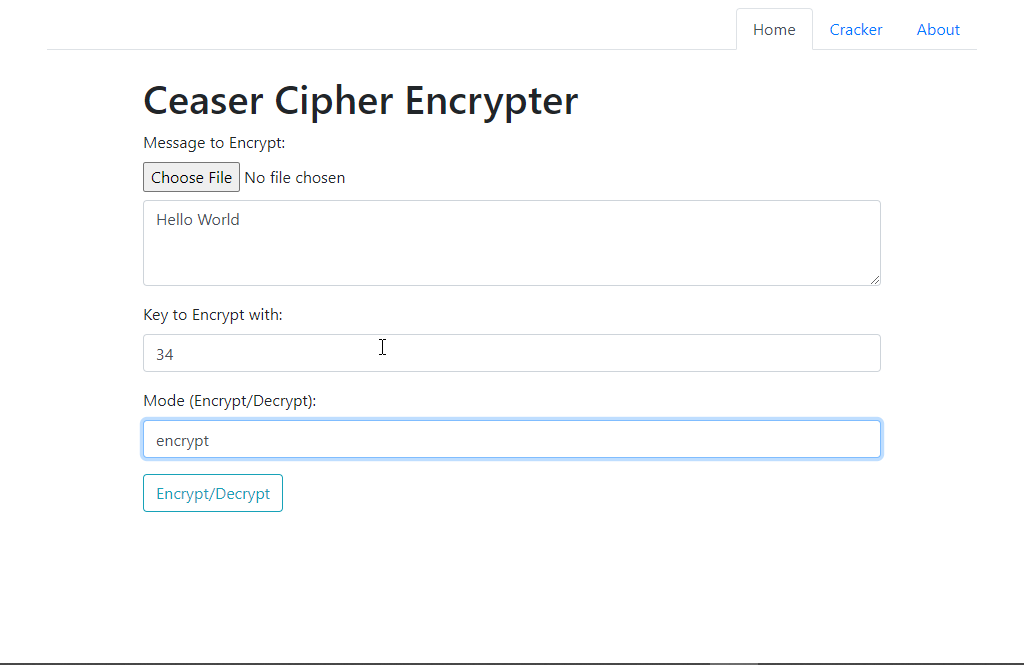 Home Cracker About
Ceaser Cipher Encrypter
Message to Encrypt:
Choose File No file chosen
Hello World
Key to Encrypt with:
34
Mode (Encrypt/Decrypt):
encrypt
Encrypt/Decrypt